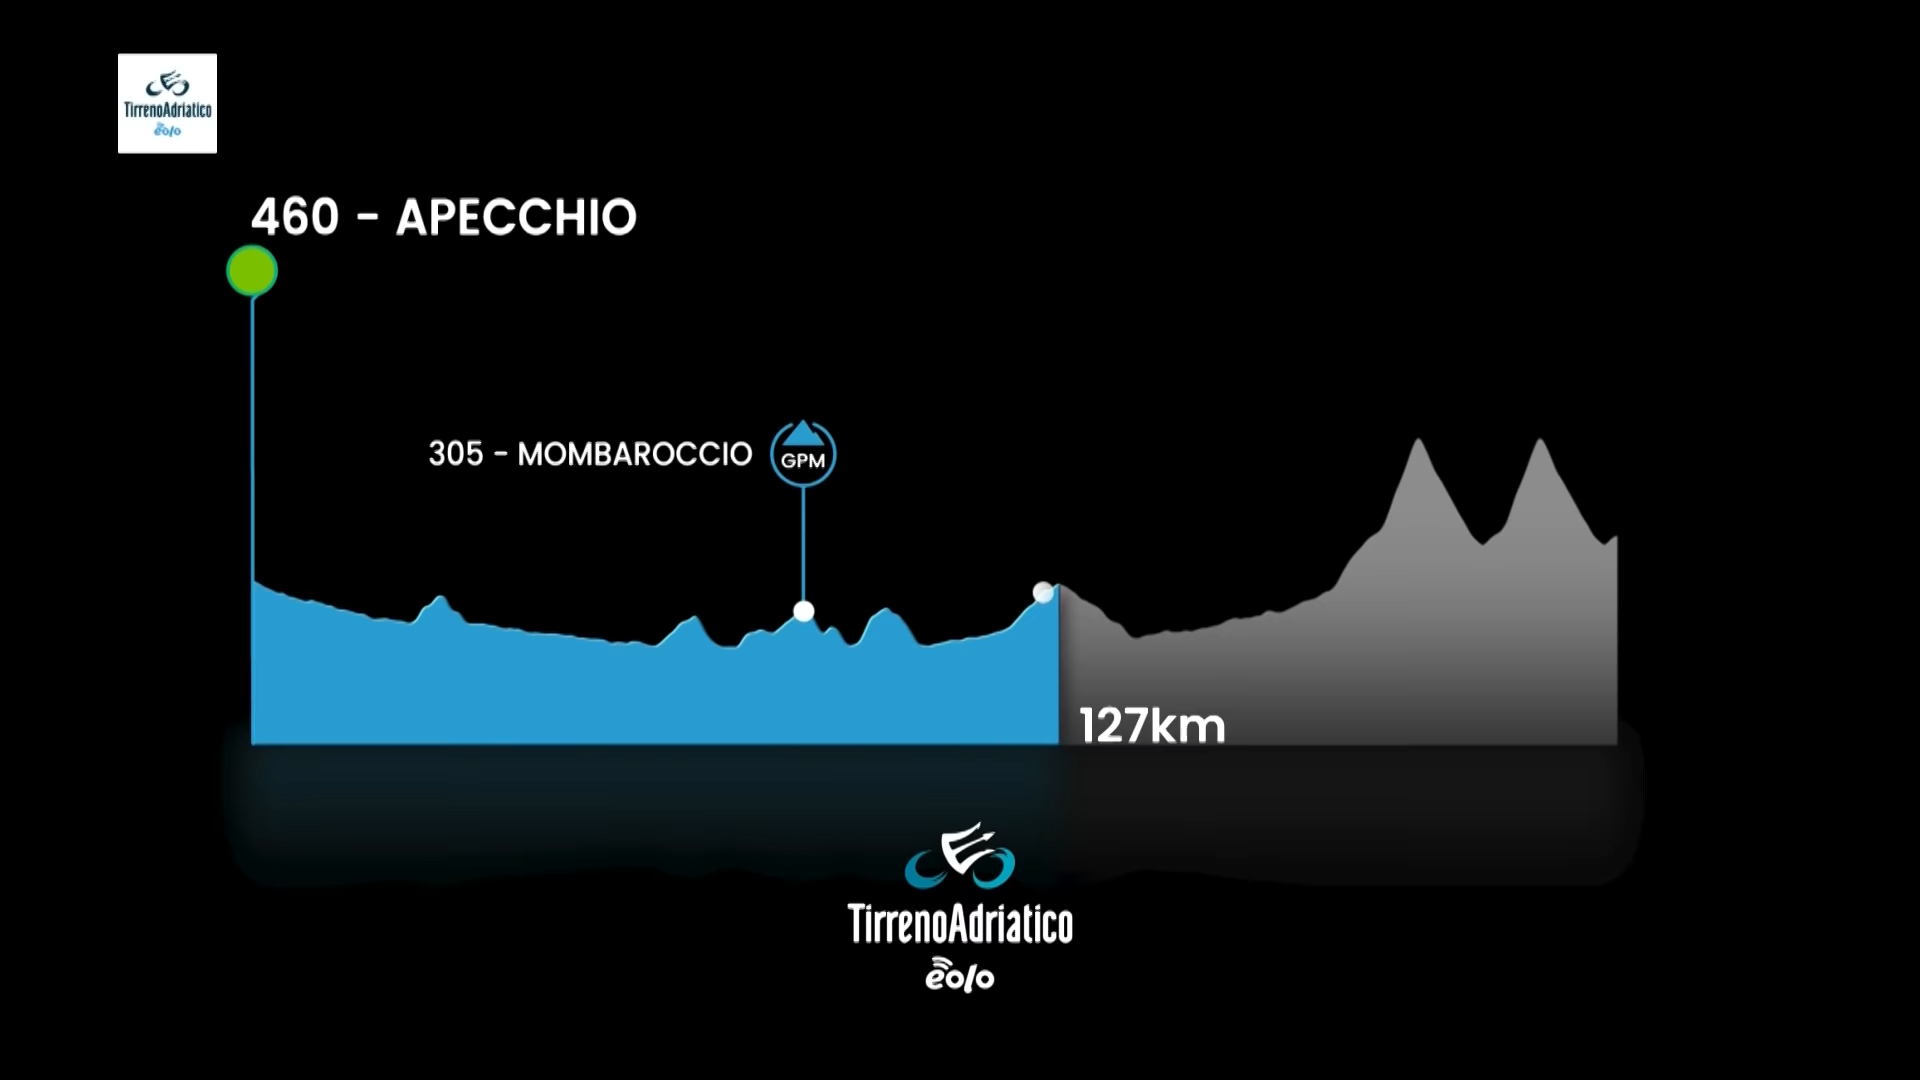 TirrenoAdriatico
eolo
460 - APECCHIO
305 - MOMBAROCCIO
GPM
127km
TirrenoAdriatico
eolo